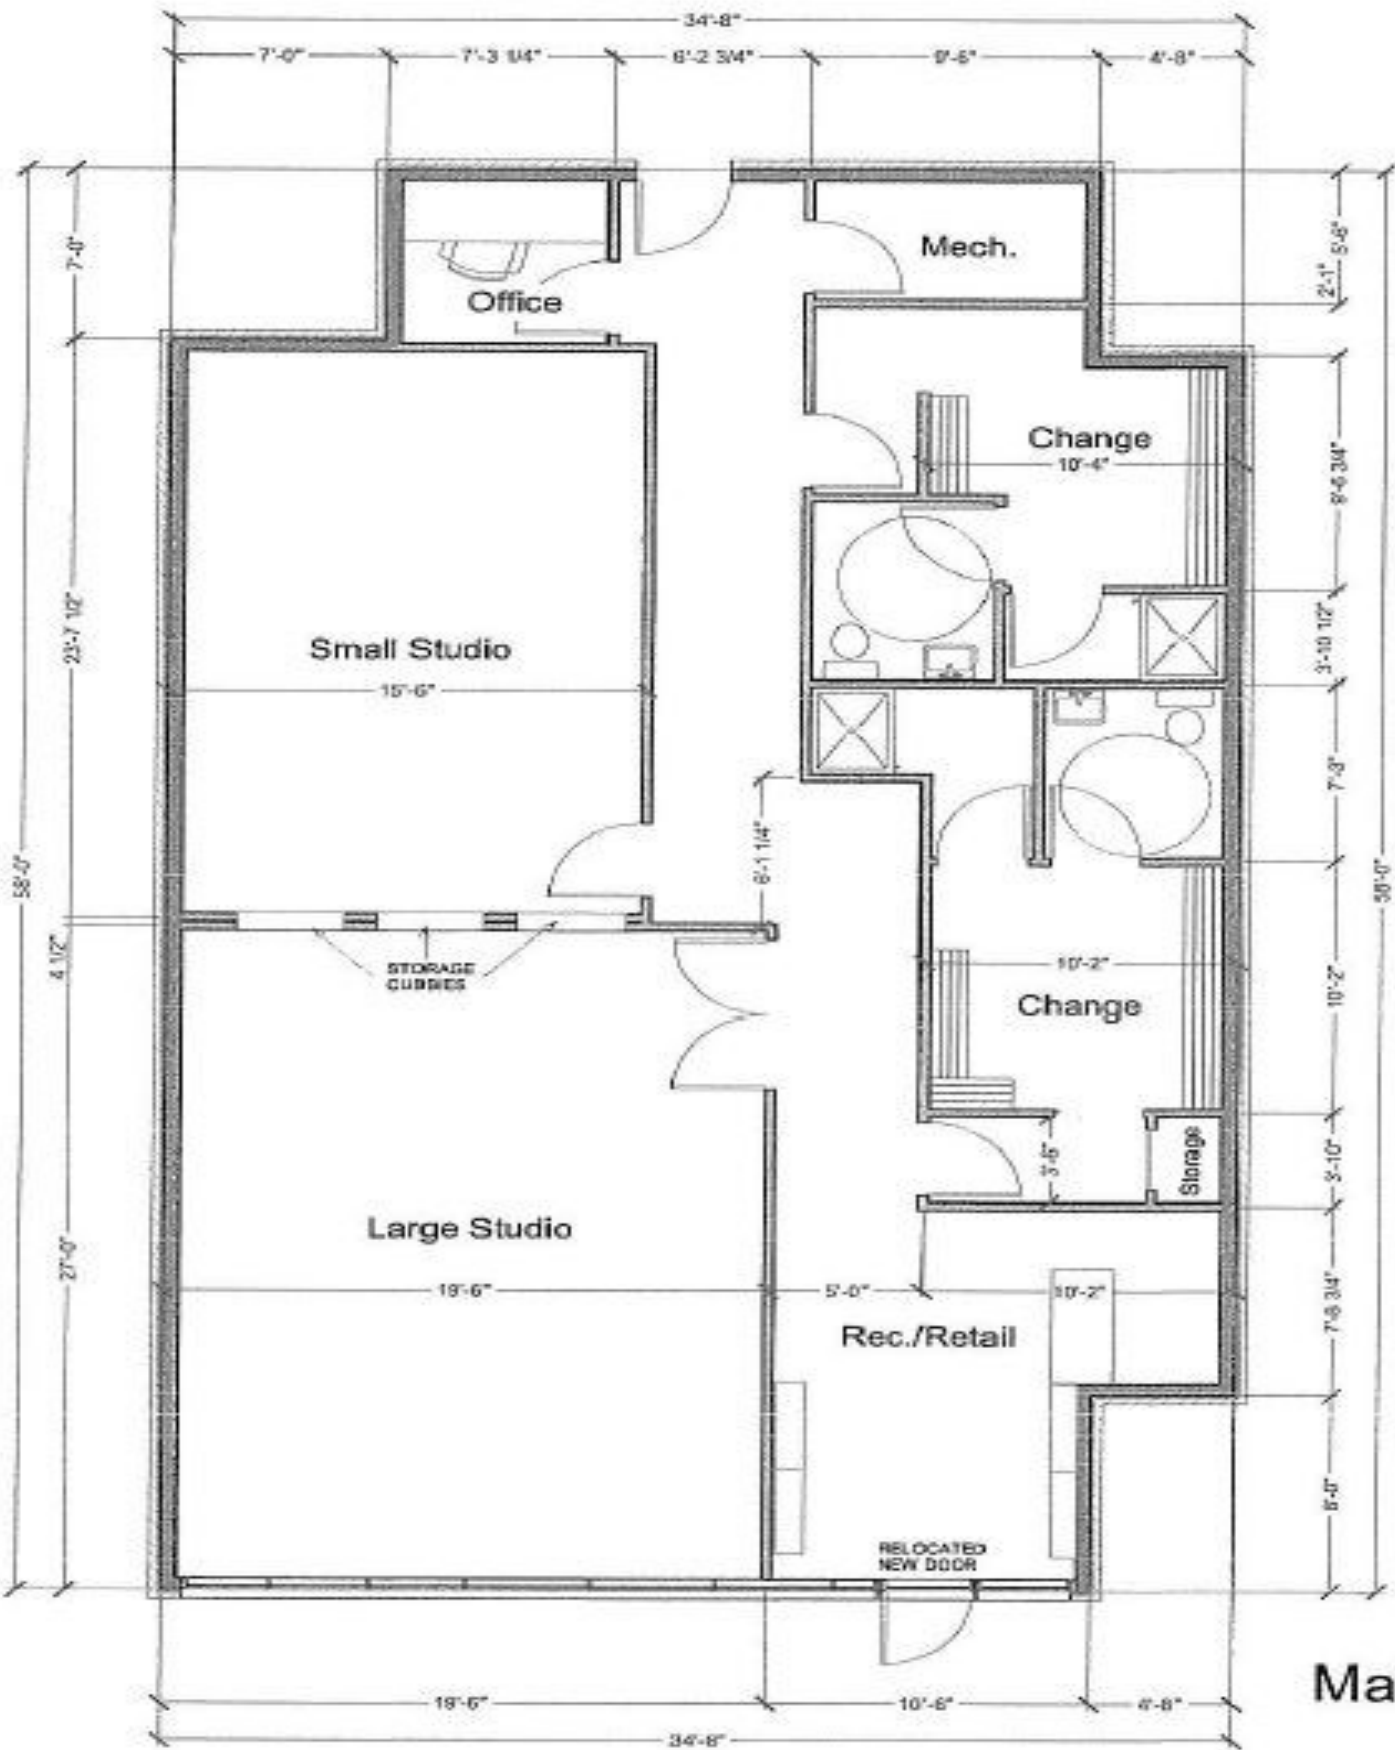 34'-8"
7'-0"
7'-3 1/4"
6'-2 3/4"
9'-6"
4'-8"
7'-0"
Mech.
5'-6"
2'-1"
Office
Change
10'-4"
8'-6 3/4"
23'-7 1/2"
3'-10 1/2"
Small Studio
15'-6"
7'-3"
6'-1 1/4"
58'-0"
58'-0"
4 1/2"
STORAGE
CUBBIES
10'-2"
Change
10'-2"
3'-6"
Storage
3'-10"
Large Studio
27'-0"
19'-6"
5'-0"
10'-2"
7'-8 3/4"
Rec./Retail
8'-0"
RELOCATED
NEW DOOR
Ma
19'-6"
10'-6"
4'-8"
34'-8"